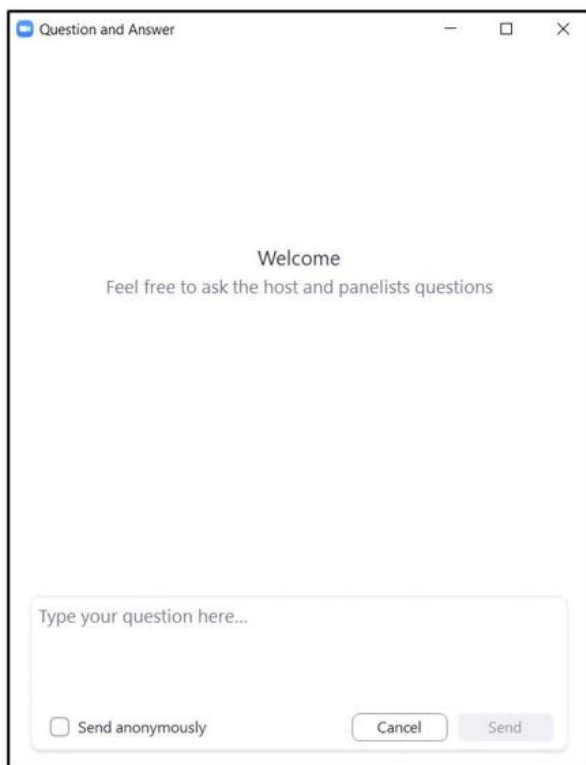 Question and Answer
Welcome
Feel free to ask the host and panelists questions
Type your question here...
Send anonymously
Cancel
Send